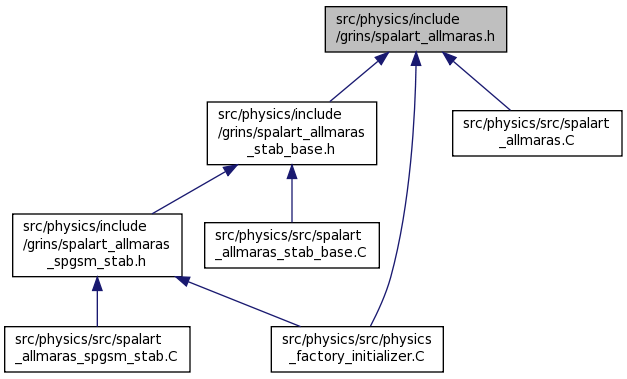 src/physics/include
/grins/spalart_allmaras.h
src/physics/include
/grins/spalart_allmaras
_stab_base.h
src/physics/src/spalart
_allmaras.C
src/physics/include
/grins/spalart_allmaras
_spgsm_stab.h
src/physics/src/spalart
_allmaras_stab_base.C
src/physics/src/spalart
_allmaras_spgsm_stab.C
src/physics/src/physics
_factory_initializer.C